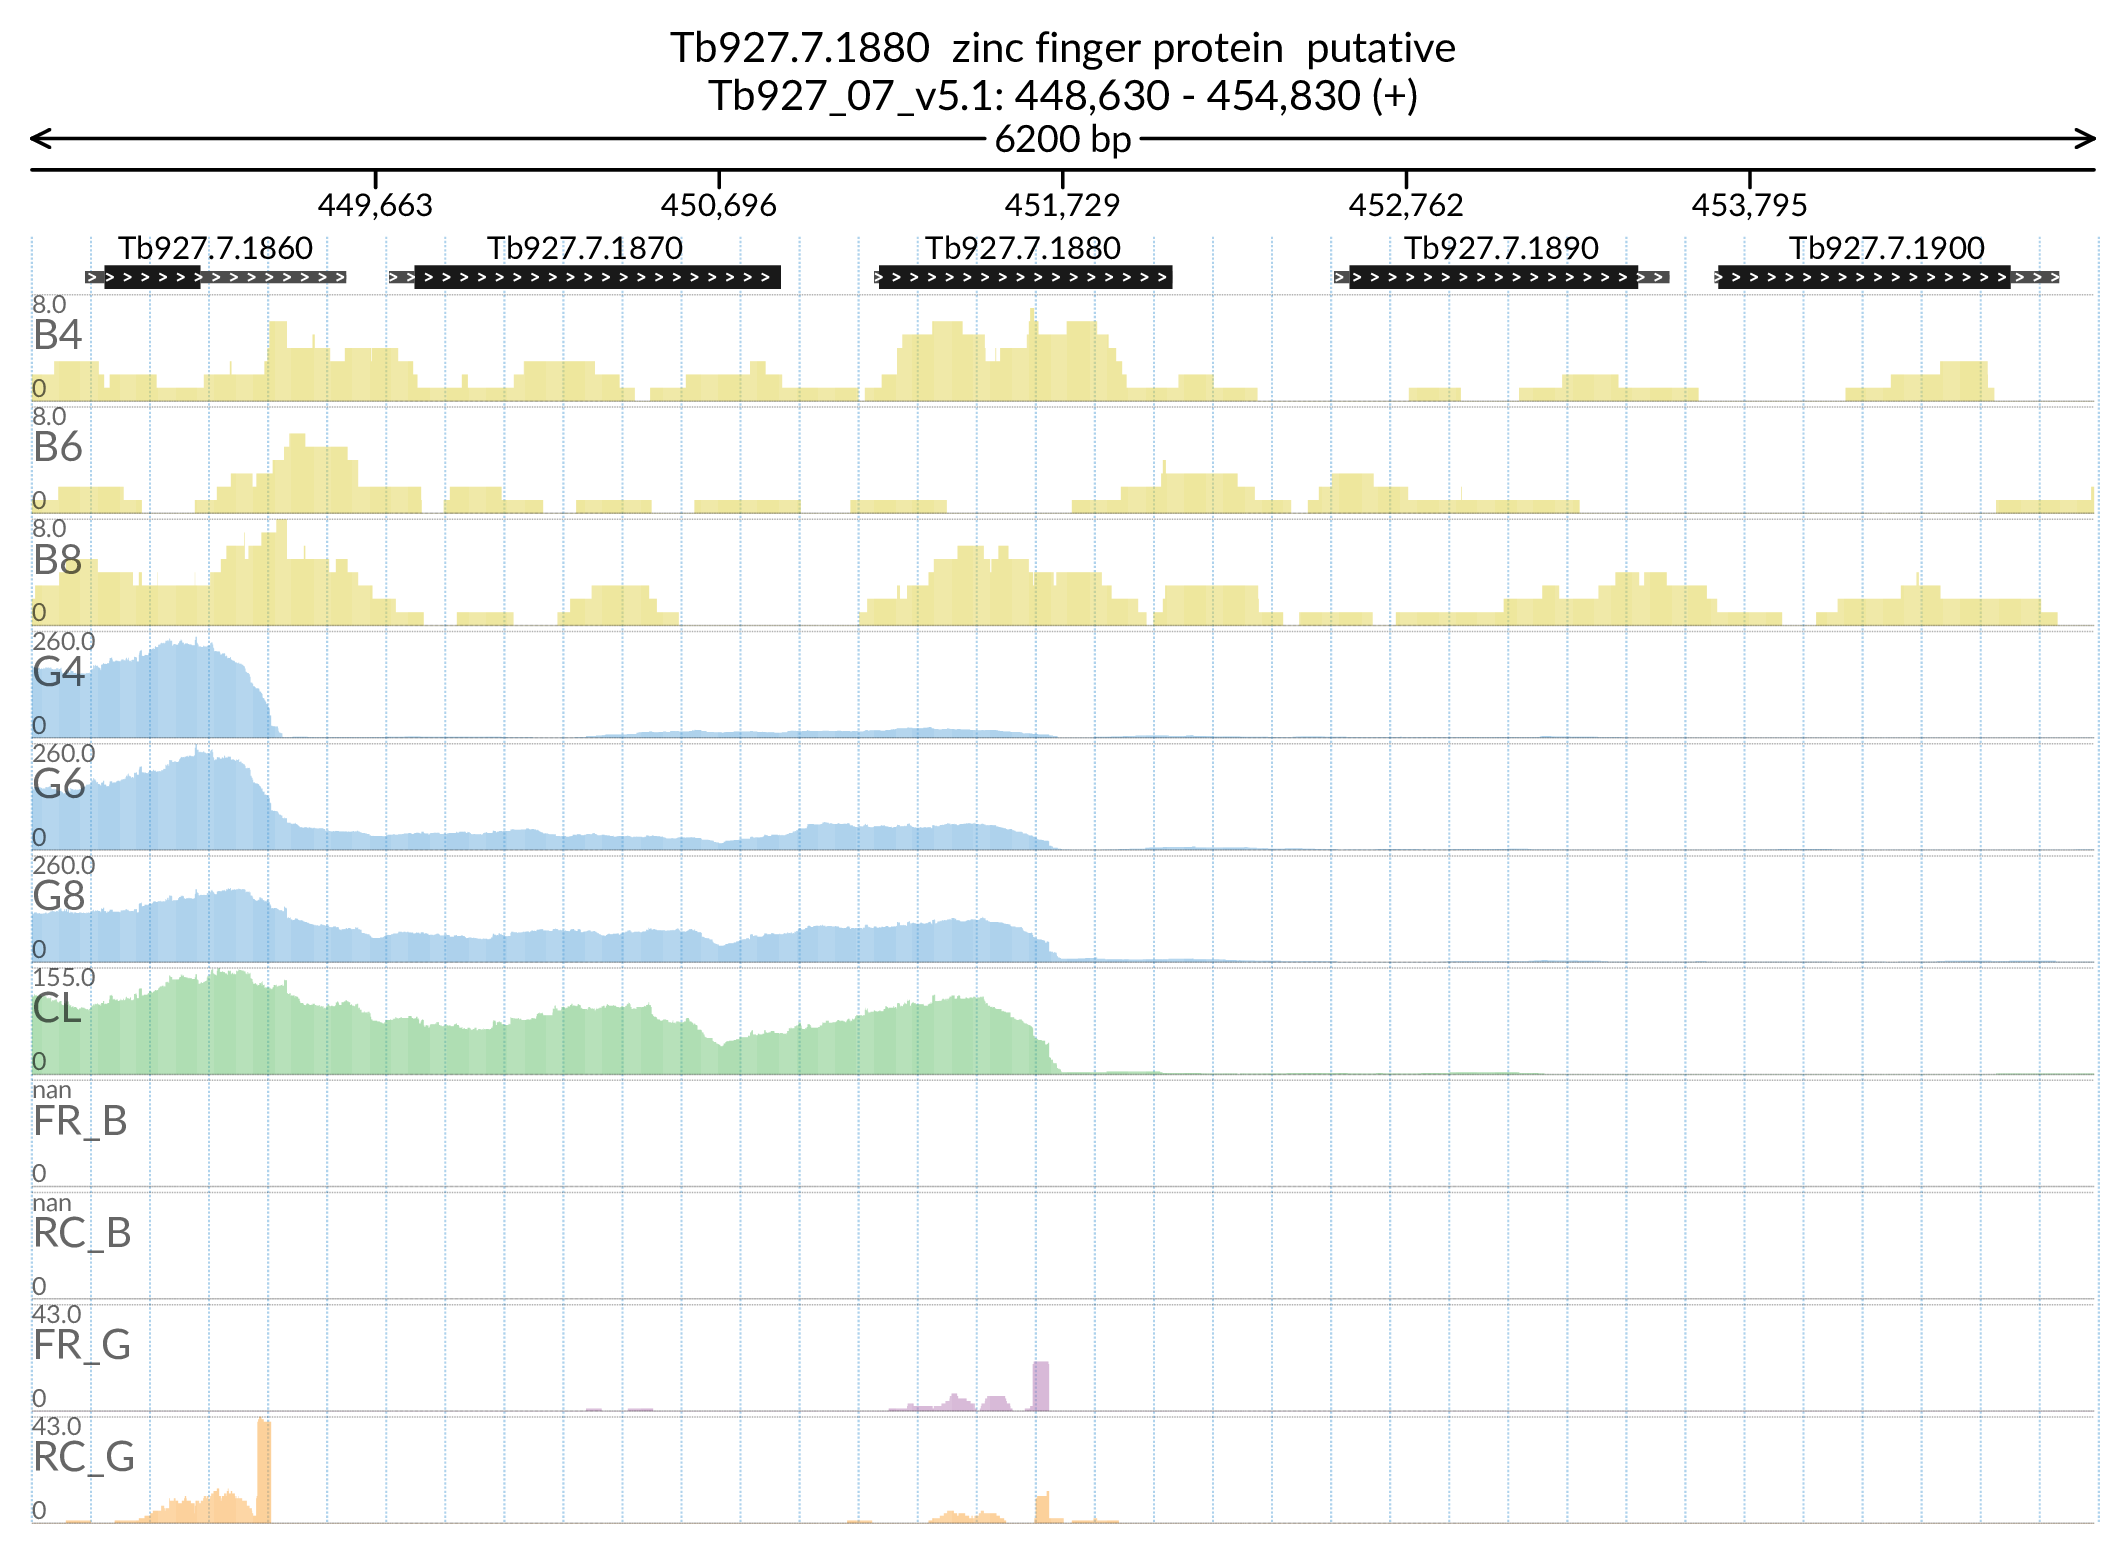 Tb927.7.1880 zinc finger protein putative
Tb927_07_v5.1: 448,630 - 454,830 (+)
6200 bp
449,663 450,696 451,729 452,762 453,795
Tb927.7.1860 Tb927.7.1870 Tb927.7.1880 Tb927.7.1890 Tb927.7.1900
8.0
B4
0
8.0
B6
0
8.0
B8
0
260.0
G4
0
260.0
G6
0
260.0
G8
0
155.0
CL
0
nan
FR_B
0
nan
RC_B
0
43.0
FR_G
0
43.0
RC_G
0